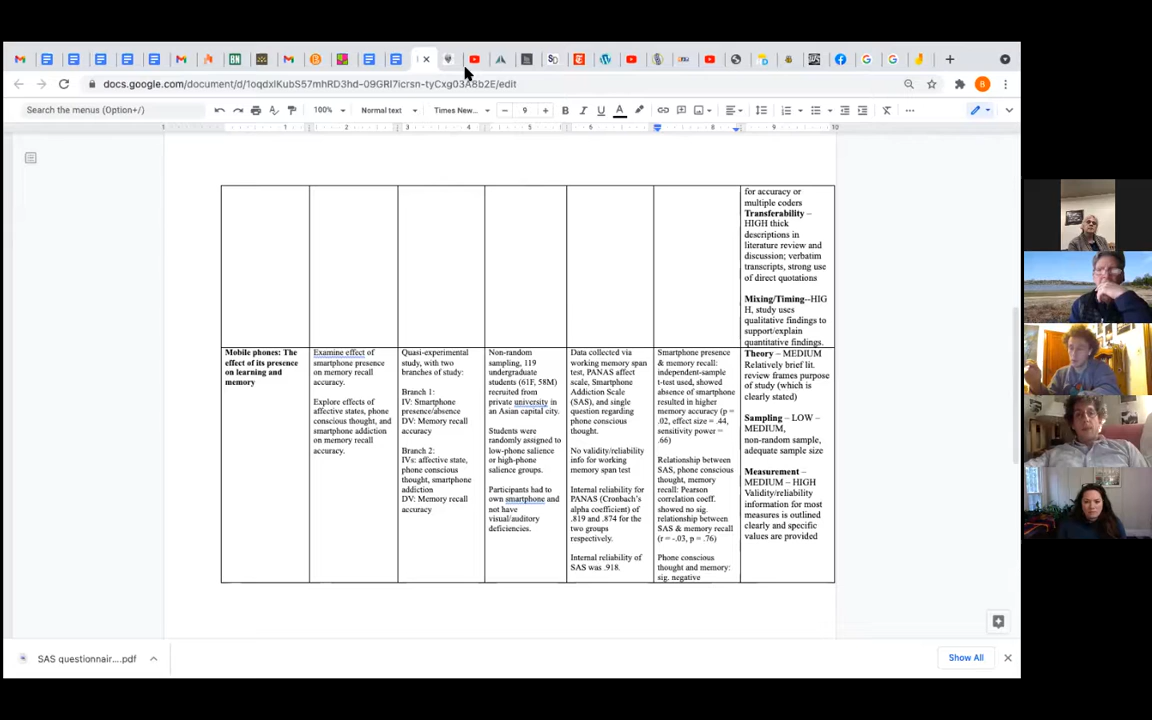 docs.google.com/document/d/1oqdxlKubS57mhRD3hd-09GRl7icrsn-tyCxg03A8b2E/edit
B
Search the menus (Option+/)
100%
Normal text
Times New...
9
1 1 2 3 4 5 6 7 8 9 10
for accuracy or
multiple coders
Transferability –
HIGH thick
descriptions in
literature review and
discussion; verbatim
transcripts, strong use
of direct quotations
Mixing/Timing--HIG
H, study uses
qualitative findings to
support/explain
quantitative findings.
Mobile phones: The
effect of its presence
on learning and
memory
Examine effect of
smartphone presence
on memory recall
accuracy.
Explore effects of
affective states, phone
conscious thought, and
smartphone addiction
on memory recall
accuracy.
Quasi-experimental
study, with two
branches of study:
Branch 1:
IV: Smartphone
presence/absence
DV: Memory recall
accuracy
Branch 2:
IVs: affective state,
phone conscious
thought, smartphone
addiction
DV: Memory recall
accuracy
Non-random
sampling, 119
undergraduate
students (61F, 58M)
recruited from
private university in
an Asian capital city.
Students were
randomly assigned to
low-phone salience
or high-phone
salience groups.
Participants had to
own smartphone and
not have
visual/auditory
deficiencies.
Data collected via
working memory span
test, PANAS affect
scale, Smartphone
Addiction Scale
(SAS), and single
question regarding
phone conscious
thought.
No validity/reliability
info for working
memory span test
Internal reliability for
PANAS (Cronbach's
alpha coefficient) of
.819 and .874 for the
two groups
respectively.
Internal reliability of
SAS was .918.
Smartphone presence
& memory recall:
independent-sample
t-test used, showed
absence of smartphone
resulted in higher
memory accuracy (p =
.02, effect size = .44,
sensitivity power =
.66)
Relationship between
SAS, phone conscious
thought, memory
recall: Pearson
correlation coeff.
showed no sig.
relationship between
SAS & memory recall
(r = -.03, p = .76)
Phone conscious
thought and memory:
sig. negative
Theory – MEDIUM
Relatively brief lit.
review frames purpose
of study (which is
clearly stated)
Sampling – LOW –
MEDIUM,
non-random sample,
adequate sample size
Measurement –
MEDIUM – HIGH
Validity/reliability
information for most
measures is outlined
clearly and specific
values are provided
SAS questionnair....pdf
Show All